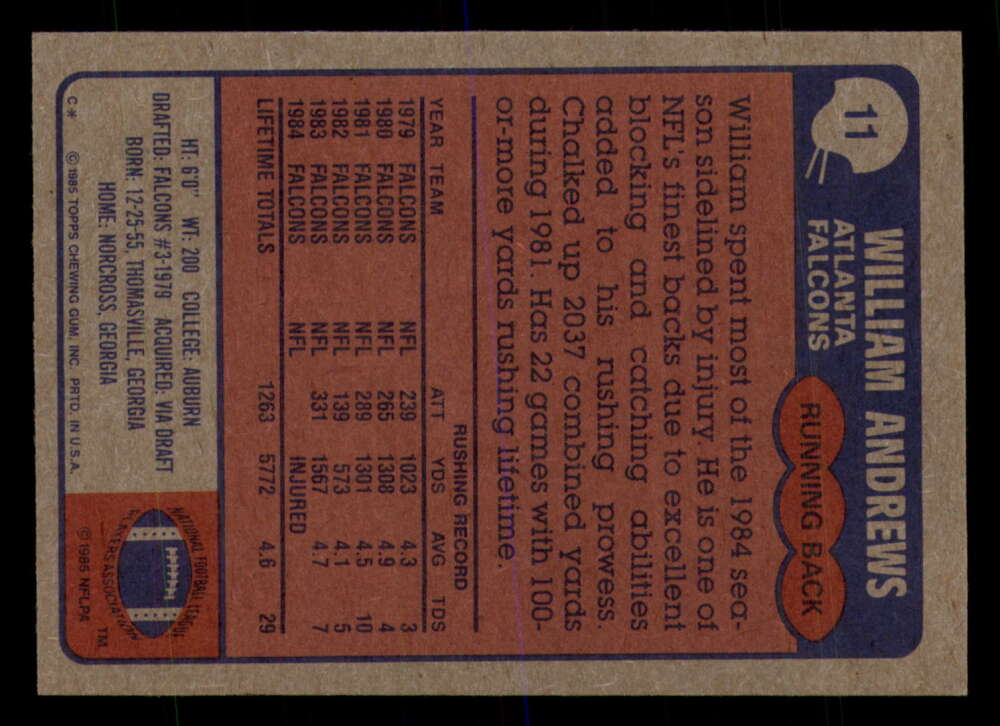 11
WILLIAM ANDREWS
ATLANTA
FALCONS
RUNNING BACK
William spent most of the 1984 sea-
son sidelined by injury. He is one of
NFL's finest backs due to excellent
blocking and catching abilities
added to his rushing prowess.
Chalked up 2037 combined yards
during 1981. Has 22 games with 100-
or-more yards rushing lifetime.
RUSHING RECORD
YEAR TEAM ATT YDS AVG TDS
1979 FALCONS NFL 239 1023 4.3 3
1980 FALCONS NFL 265 1308 4.9 4
1981 FALCONS NFL 289 1301 4.5 10
1982 FALCONS NFL 139 573 4.1 5
1983 FALCONS NFL 331 1567 4.7 7
1984 FALCONS INJURED
LIFETIME TOTALS 1263 5772 4.6 29
HT: 6'0" WT: 200 COLLEGE: AUBURN
DRAFTED: FALCONS #3-1979 ACQUIRED: VIA DRAFT
BORN: 12-25-55, THOMASVILLE, GEORGIA
HOME: NORCROSS, GEORGIA
C* © 1985 TOPPS CHEWING GUM, INC. PRTD. IN U.S.A.
NATIONAL FOOTBALL LEAGUE
PLAYERS ASSOCIATION
NFLPA
TM
© 1985 NFLPA